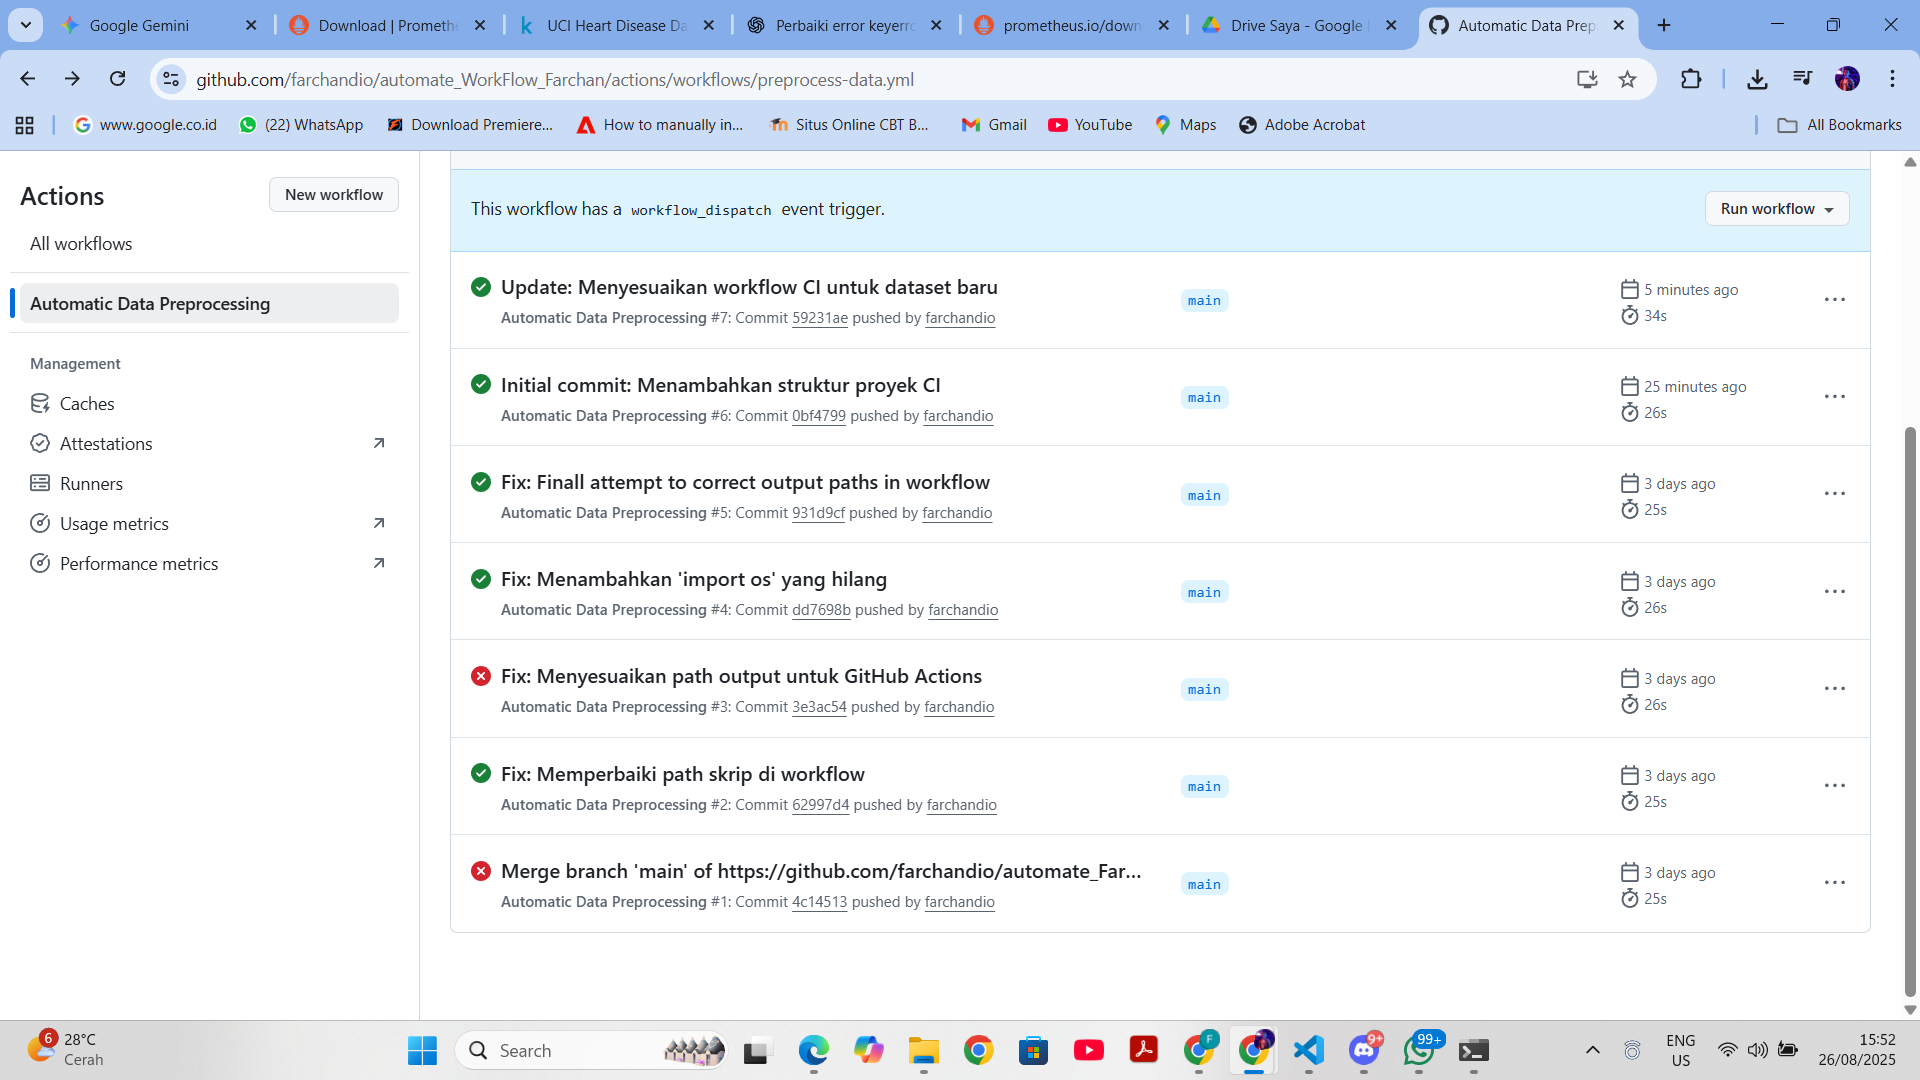 Google Gemini
Download | Promethe
UCI Heart Disease Da
Perbaiki error keyerro
prometheus.io/down
Drive Saya - Google
Automatic Data Prep
github.com/farchandio/automate_WorkFlow_Farchan/actions/workflows/preprocess-data.yml
www.google.co.id
(22) WhatsApp
Download Premiere...
How to manually in...
Situs Online CBT B...
Gmail
YouTube
Maps
Adobe Acrobat
All Bookmarks
Actions
New workflow
All workflows
Automatic Data Preprocessing
Management
Caches
Attestations
Runners
Usage metrics
Performance metrics
This workflow has a workflow_dispatch event trigger.
Run workflow
Update: Menyesuaikan workflow CI untuk dataset baru
Automatic Data Preprocessing #7: Commit 59231ae pushed by farchandio
main
5 minutes ago
34s
Initial commit: Menambahkan struktur proyek CI
Automatic Data Preprocessing #6: Commit 0bf4799 pushed by farchandio
main
25 minutes ago
26s
Fix: Finall attempt to correct output paths in workflow
Automatic Data Preprocessing #5: Commit 931d9cf pushed by farchandio
main
3 days ago
25s
Fix: Menambahkan 'import os' yang hilang
Automatic Data Preprocessing #4: Commit dd7698b pushed by farchandio
main
3 days ago
26s
Fix: Menyesuaikan path output untuk GitHub Actions
Automatic Data Preprocessing #3: Commit 3e3ac54 pushed by farchandio
main
3 days ago
26s
Fix: Memperbaiki path skrip di workflow
Automatic Data Preprocessing #2: Commit 62997d4 pushed by farchandio
main
3 days ago
25s
Merge branch 'main' of https://github.com/farchandio/automate_Far...
Automatic Data Preprocessing #1: Commit 4c14513 pushed by farchandio
main
3 days ago
25s
6
28°C
Cerah
Search
F
9+
99+
ENG
US
15:52
26/08/2025